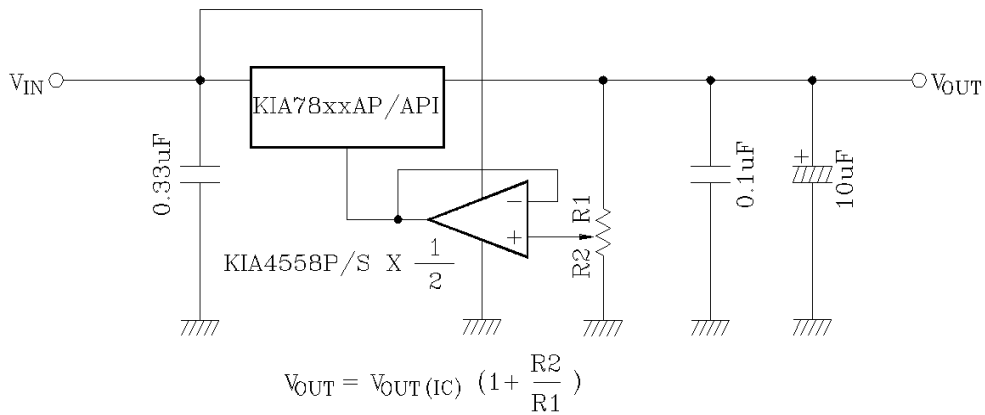 VIN
KIA78xxAP/API
VOUT
0.33uF
0.1uF
+
10uF
−
+
R1
R2
KIA4558P/S X 1/2
VOUT = VOUT(IC) (1+ R2/R1 )